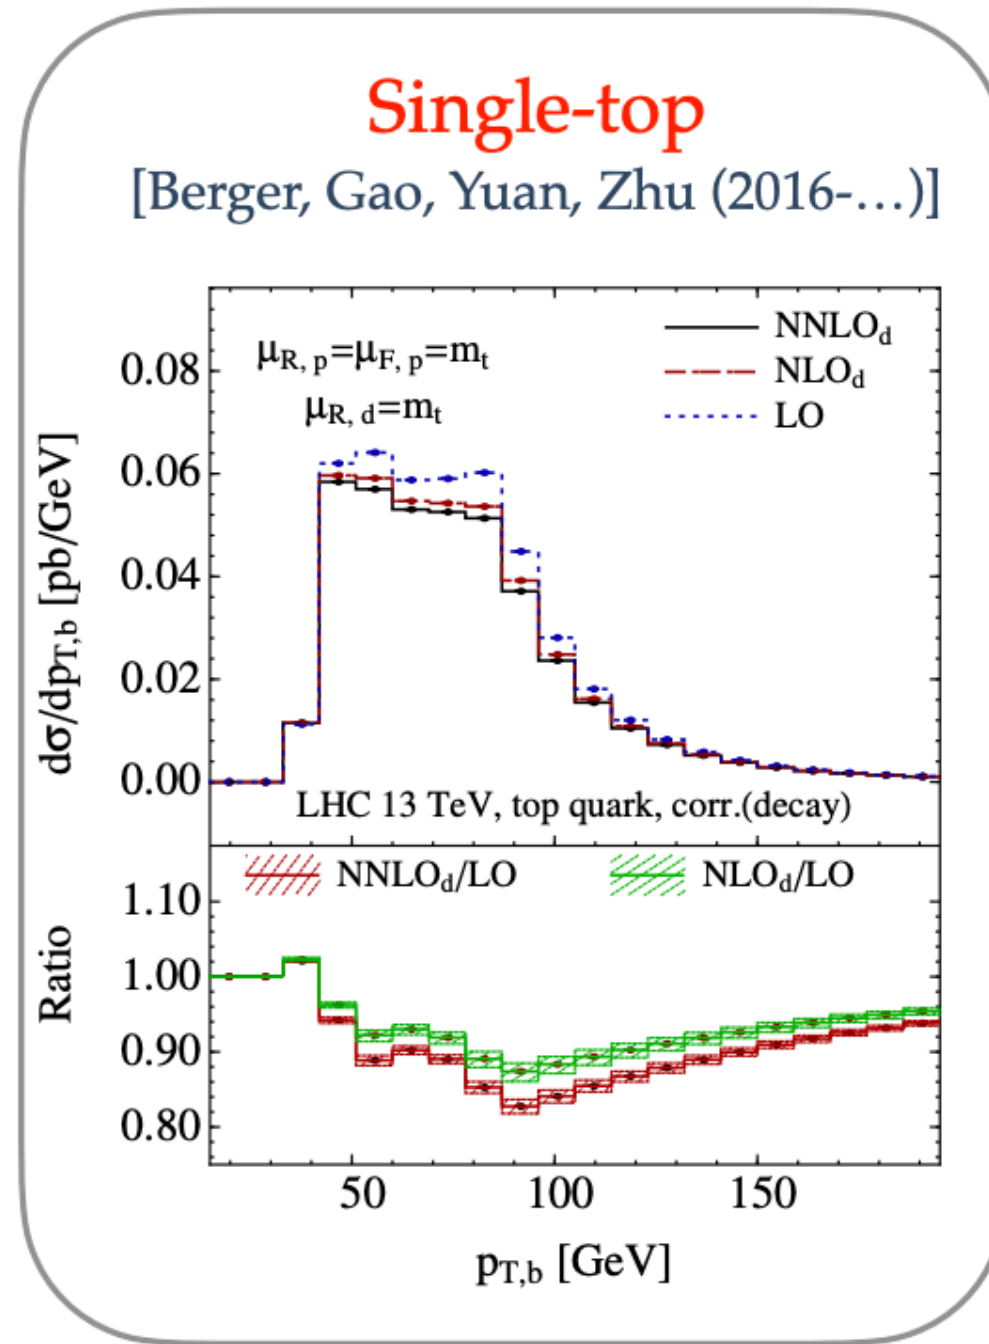 Single-top
[Berger, Gao, Yuan, Zhu (2016-…)]
μR, p=μF, p=mt
μR, d=mt
NNLOd
NLOd
LO
0.08
0.06
0.04
0.02
0.00
dσ/dpT,b [pb/GeV]
LHC 13 TeV, top quark, corr.(decay)
NNLOd/LO
NLOd/LO
1.10
1.00
0.90
0.80
Ratio
50
100
150
pT,b [GeV]